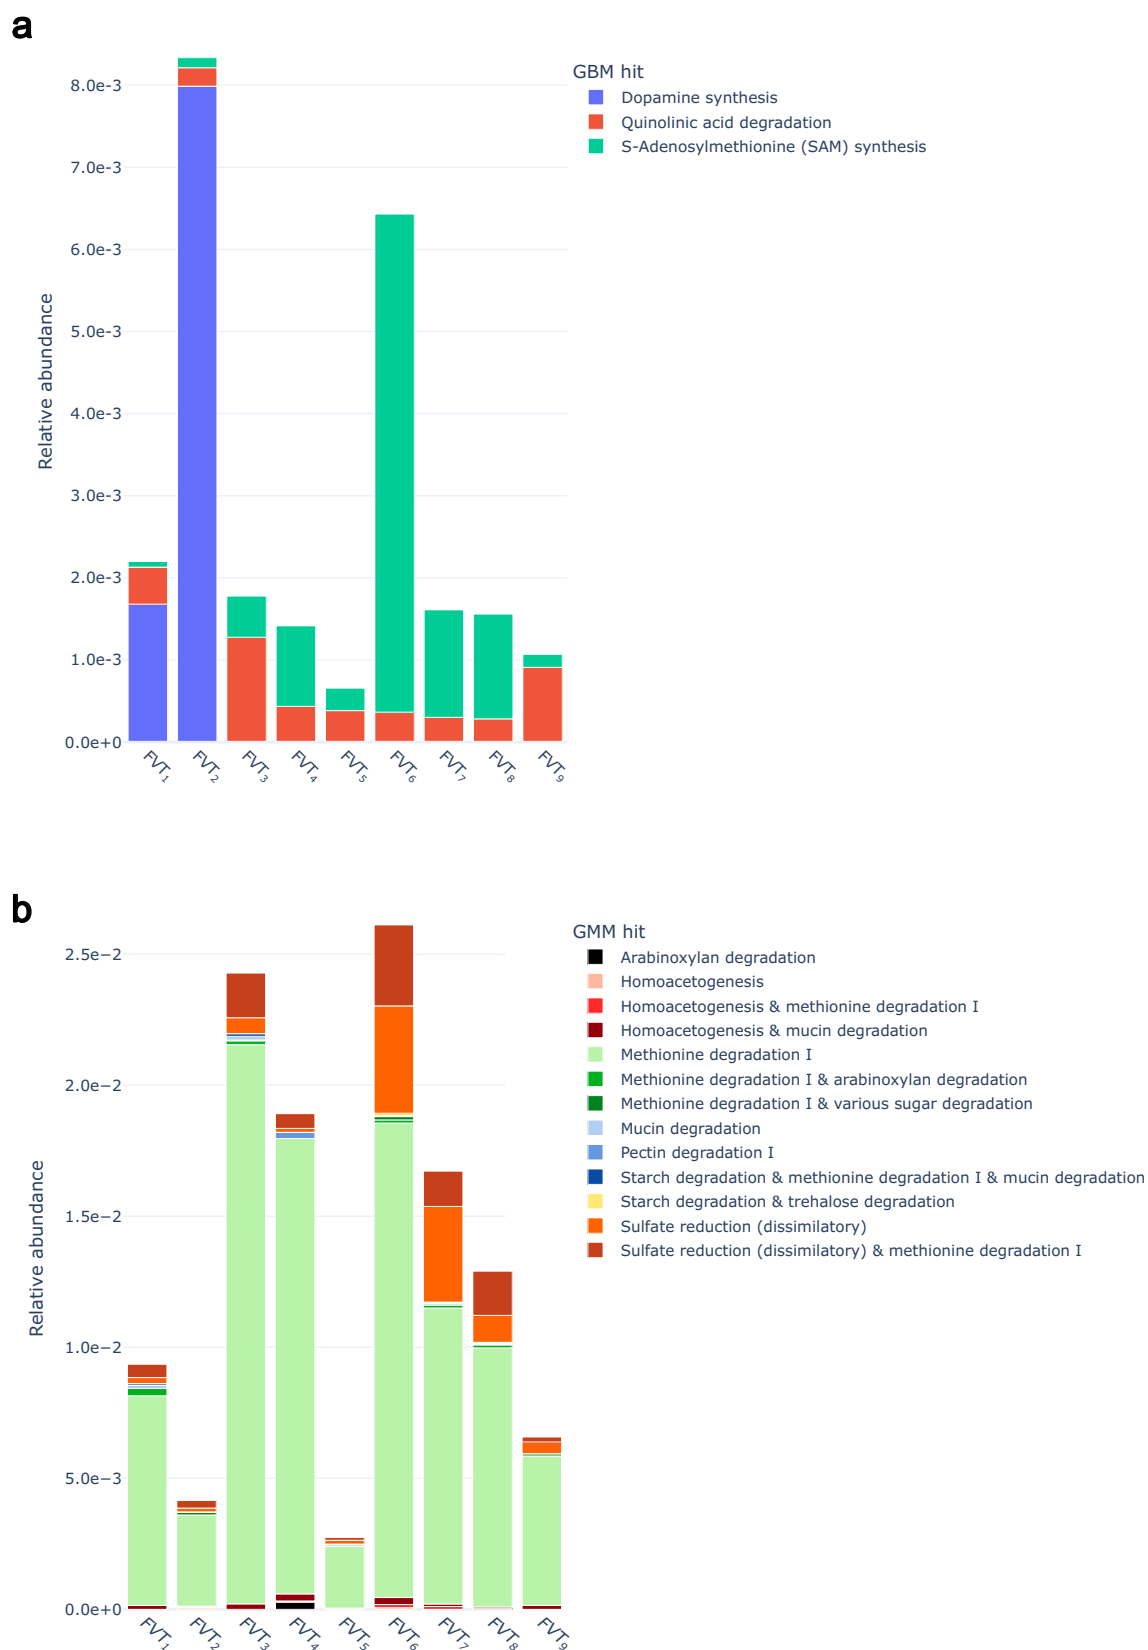 a
GBM hit
Dopamine synthesis
Quinolinic acid degradation
S-Adenosylmethionine (SAM) synthesis
Relative abundance
8.0e-3
7.0e-3
6.0e-3
5.0e-3
4.0e-3
3.0e-3
2.0e-3
1.0e-3
0.0e+0
FVT₁ FVT₂ FVT₃ FVT₄ FVT₅ FVT₆ FVT₇ FVT₈ FVT₉
b
GMM hit
Arabinoxylan degradation
Homoacetogenesis
Homoacetogenesis & methionine degradation I
Homoacetogenesis & mucin degradation
Methionine degradation I
Methionine degradation I & arabinoxylan degradation
Methionine degradation I & various sugar degradation
Mucin degradation
Pectin degradation I
Starch degradation & methionine degradation I & mucin degradation
Starch degradation & trehalose degradation
Sulfate reduction (dissimilatory)
Sulfate reduction (dissimilatory) & methionine degradation I
Relative abundance
2.5e−2
2.0e−2
1.5e−2
1.0e−2
5.0e−3
0.0e+0
FVT₁ FVT₂ FVT₃ FVT₄ FVT₅ FVT₆ FVT₇ FVT₈ FVT₉